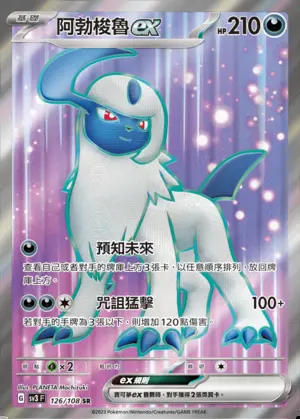 基礎 阿勃梭魯ex HP 210
預知未來
查看自己或者對手的牌庫上方3張卡,以任意順序排列,放回牌庫上方。
咒詛猛擊 100+
若對手的手牌為3張以下,則增加120點傷害。
×2
ex規則
寶可夢ex昏厥時,對手獲得2張獎賞卡。
Illus. PLANETA Mochizuki
G SV3 F 126/108 SR
©2023 Pokémon/Nintendo/Creatures/GAME FREAK